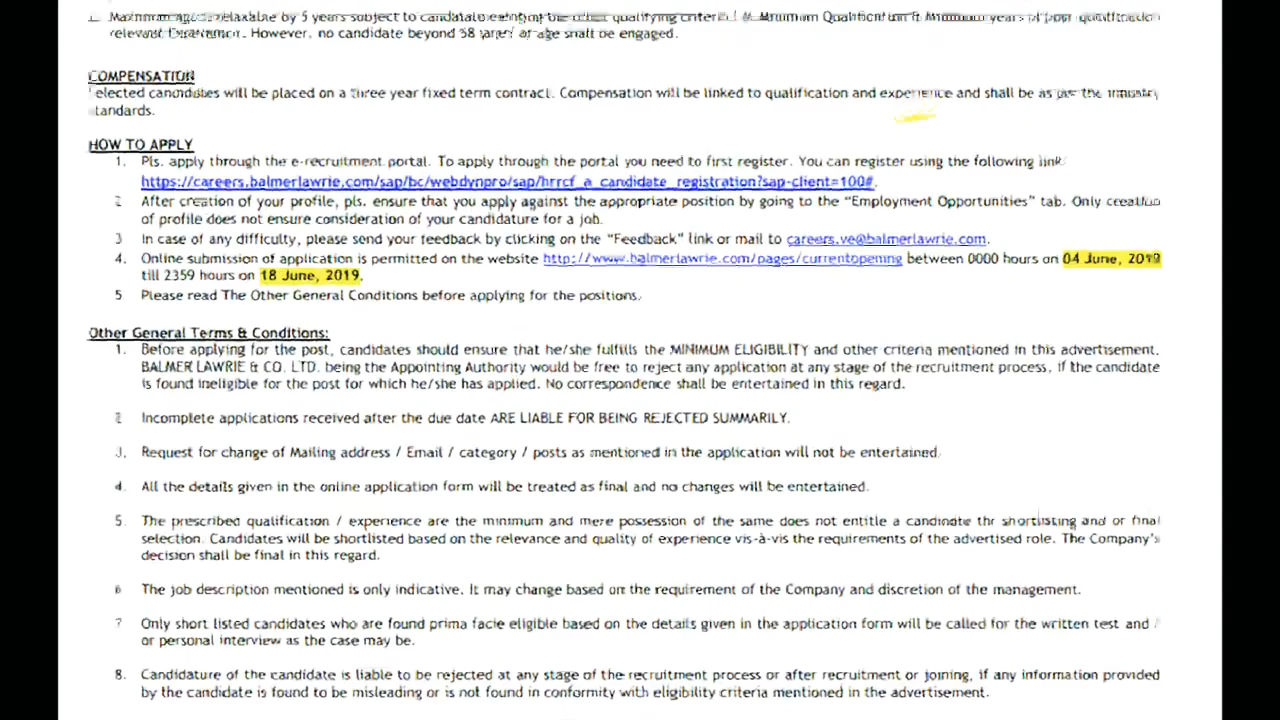 by 5 years subject to candidate meeting the other qualifying criteria Minimum Qualification & Minimum years of post qualification
relevant Experience. However, no candidate beyond 58 years of age shall be engaged.
COMPENSATION
elected candidates will be placed on a three year fixed term contract. Compensation will be linked to qualification and experience and shall be as per the industry
standards.
HOW TO APPLY
1. Pls. apply through the e-recruitment portal. To apply through the portal you need to first register. You can register using the following link
https://careers.balmerlawrie.com/sap/bc/webdynpro/sap/hrrcf_a_candidate_registration?sap-client=100#.
2 After creation of your profile, pls. ensure that you apply against the appropriate position by going to the “Employment Opportunities” tab. Only creation
of profile does not ensure consideration of your candidature for a job.
3 In case of any difficulty, please send your feedback by clicking on the “Feedback” link or mail to careers.ve@balmerlawrie.com.
4. Online submission of application is permitted on the website http://www.balmerlawrie.com/pages/currentopening between 0000 hours on 04 June, 2019
till 2359 hours on 18 June, 2019.
5 Please read The Other General Conditions before applying for the positions.
Other General Terms & Conditions:
1. Before applying for the post, candidates should ensure that he/she fulfills the MINIMUM ELIGIBILITY and other criteria mentioned in this advertisement.
BALMER LAWRIE & CO. LTD. being the Appointing Authority would be free to reject any application at any stage of the recruitment process, if the candidate
is found ineligible for the post for which he/she has applied. No correspondence shall be entertained in this regard.
2 Incomplete applications received after the due date ARE LIABLE FOR BEING REJECTED SUMMARILY.
3. Request for change of Mailing address / Email / category / posts as mentioned in the application will not be entertained
4. All the details given in the online application form will be treated as final and no changes will be entertained.
5. The prescribed qualification / experience are the minimum and mere possession of the same does not entitle a candidate for shortlisting and or final
selection. Candidates will be shortlisted based on the relevance and quality of experience vis-à-vis the requirements of the advertised role. The Company's
decision shall be final in this regard.
6 The job description mentioned is only indicative. It may change based on the requirement of the Company and discretion of the management.
7 Only short listed candidates who are found prima facie eligible based on the details given in the application form will be called for the written test and /
or personal interview as the case may be.
8. Candidature of the candidate is liable to be rejected at any stage of the recruitment process or after recruitment or joining, if any information provided
by the candidate is found to be misleading or is not found in conformity with eligibility criteria mentioned in the advertisement.